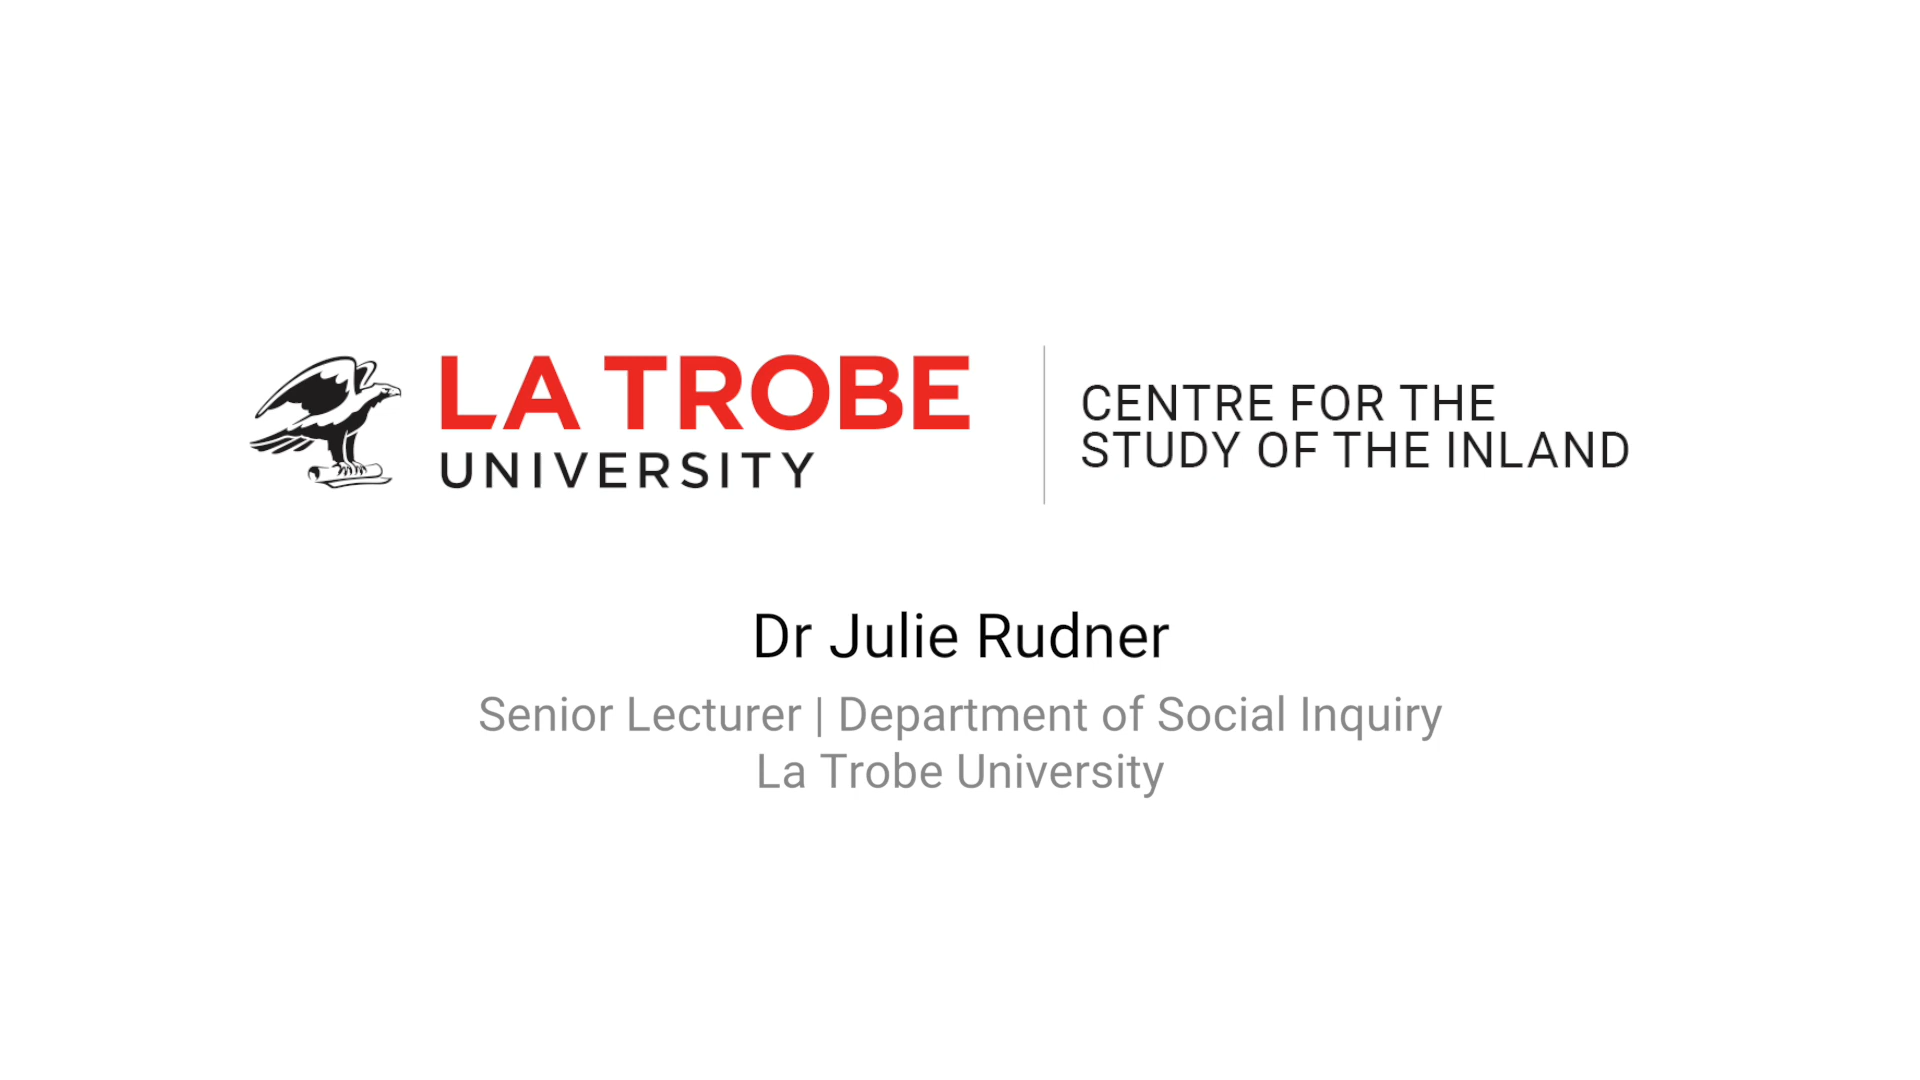 LA TROBE
UNIVERSITY
CENTRE FOR THE
STUDY OF THE INLAND
Dr Julie Rudner
Senior Lecturer | Department of Social Inquiry
La Trobe University